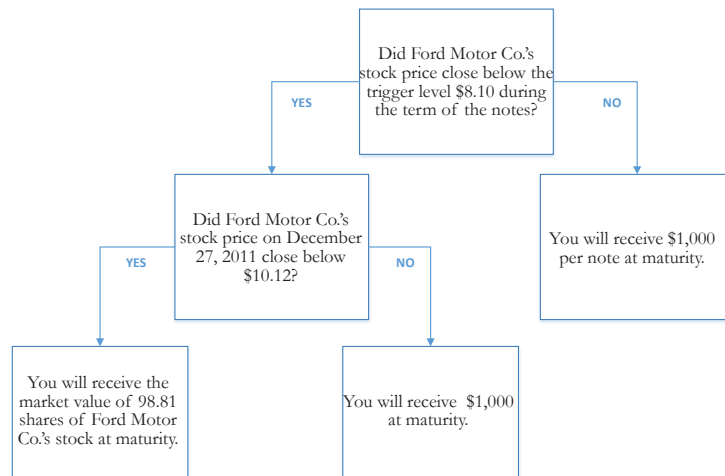 Did Ford Motor Co.'s
stock price close below the
trigger level $8.10 during
the term of the notes?
YES
NO
Did Ford Motor Co.'s
stock price on December
27, 2011 close below
$10.12?
You will receive $1,000
per note at maturity.
YES
NO
You will receive the
market value of 98.81
shares of Ford Motor
Co.'s stock at maturity.
You will receive $1,000
at maturity.